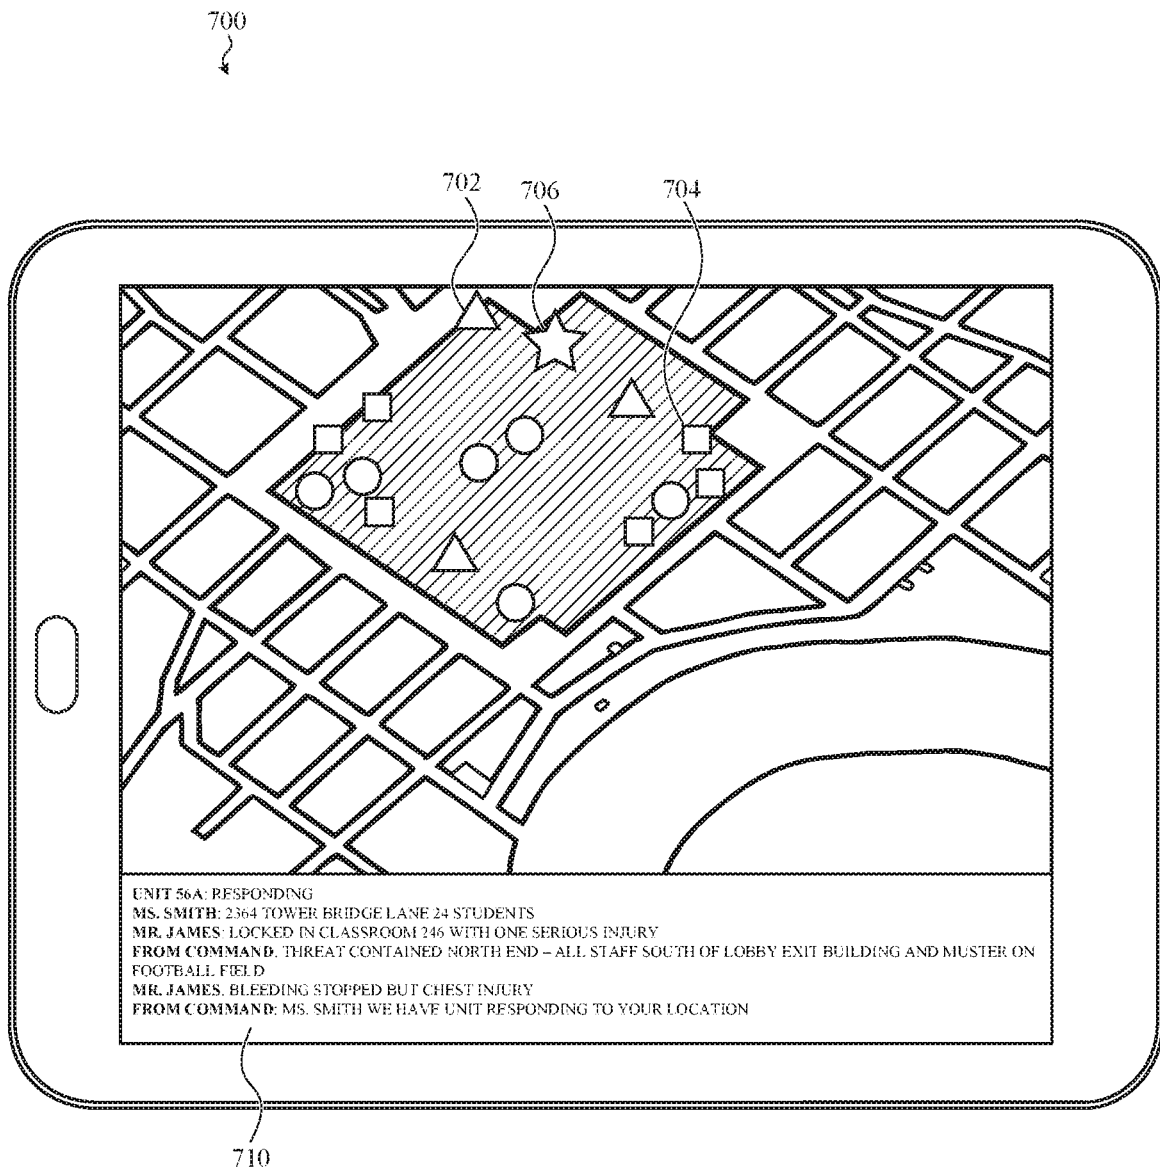 700
702
706
704
UNIT 56A: RESPONDING
MS. SMITH: 2364 TOWER BRIDGE LANE 24 STUDENTS
MR. JAMES: LOCKED IN CLASSROOM 246 WITH ONE SERIOUS INJURY
FROM COMMAND: THREAT CONTAINED NORTH END – ALL STAFF SOUTH OF LOBBY EXIT BUILDING AND MUSTER ON
FOOTBALL FIELD
MR. JAMES: BLEEDING STOPPED BUT CHEST INJURY
FROM COMMAND: MS. SMITH WE HAVE UNIT RESPONDING TO YOUR LOCATION
710